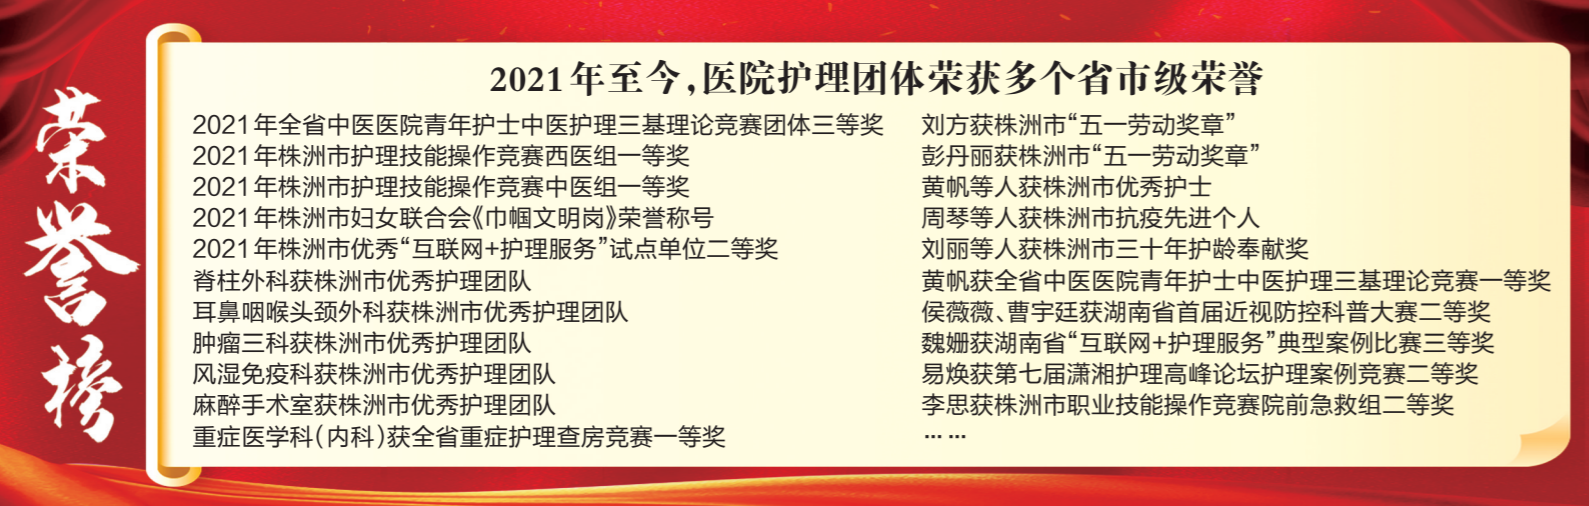 荣誉榜
2021年至今,医院护理团体荣获多个省市级荣誉
2021年全省中医医院青年护士中医护理三基理论竞赛团体三等奖
2021年株洲市护理技能操作竞赛西医组一等奖
2021年株洲市护理技能操作竞赛中医组一等奖
2021年株洲市妇女联合会《巾帼文明岗》荣誉称号
2021年株洲市优秀“互联网+护理服务”试点单位二等奖
脊柱外科获株洲市优秀护理团队
耳鼻咽喉头颈外科获株洲市优秀护理团队
肿瘤三科获株洲市优秀护理团队
风湿免疫科获株洲市优秀护理团队
麻醉手术室获株洲市优秀护理团队
重症医学科(内科)获全省重症护理查房竞赛一等奖
刘方获株洲市“五一劳动奖章”
彭丹丽获株洲市“五一劳动奖章”
黄帆等人获株洲市优秀护士
周琴等人获株洲市抗疫先进个人
刘丽等人获株洲市三十年护龄奉献奖
黄帆获全省中医医院青年护士中医护理三基理论竞赛一等奖
侯薇薇、曹宇廷获湖南省首届近视防控科普大赛二等奖
魏姗获湖南省“互联网+护理服务”典型案例比赛三等奖
易焕获第七届潇湘护理高峰论坛护理案例竞赛二等奖
李思获株洲市职业技能操作竞赛院前急救组二等奖
……